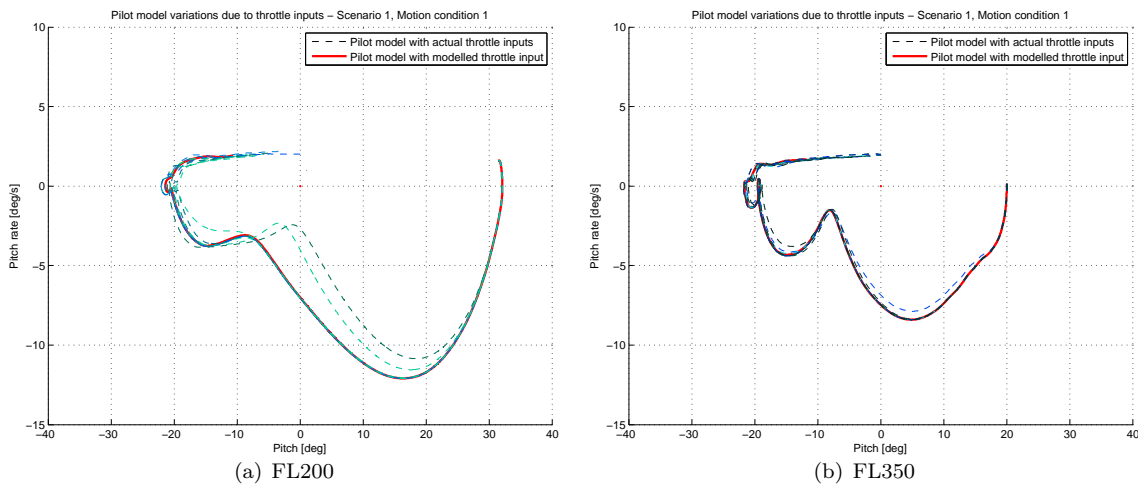 Pilot model variations due to throttle inputs – Scenario 1, Motion condition 1
Pilot model with actual throttle inputs
Pilot model with modelled throttle input
10
5
0
−5
−10
−15
Pitch rate [deg/s]
−40 −30 −20 −10 0 10 20 30 40
Pitch [deg]
(a) FL200
Pilot model variations due to throttle inputs – Scenario 1, Motion condition 1
Pilot model with actual throttle inputs
Pilot model with modelled throttle input
10
5
0
−5
−10
−15
Pitch rate [deg/s]
−40 −30 −20 −10 0 10 20 30 40
Pitch [deg]
(b) FL350